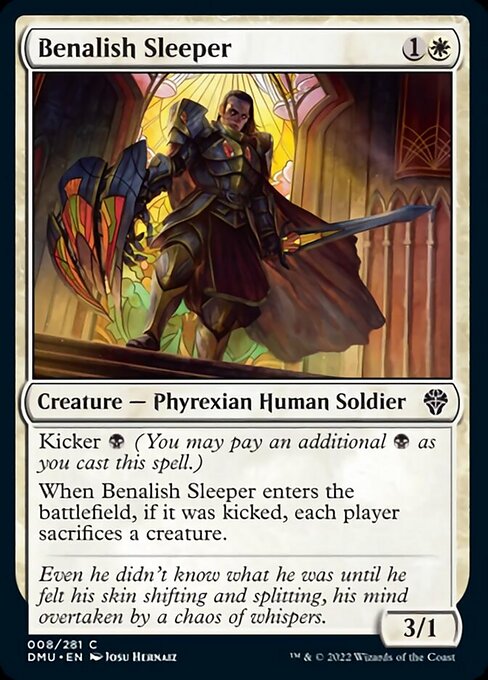 Benalish Sleeper 1
Creature — Phyrexian Human Soldier
Kicker (You may pay an additional as
you cast this spell.)
When Benalish Sleeper enters the
battlefield, if it was kicked, each player
sacrifices a creature.
Even he didn't know what he was until he
felt his skin shifting and splitting, his mind
overtaken by a chaos of whispers.
3/1
008/281 C
DMU • EN Josu Hernaiz
™ & © 2022 Wizards of the Coast